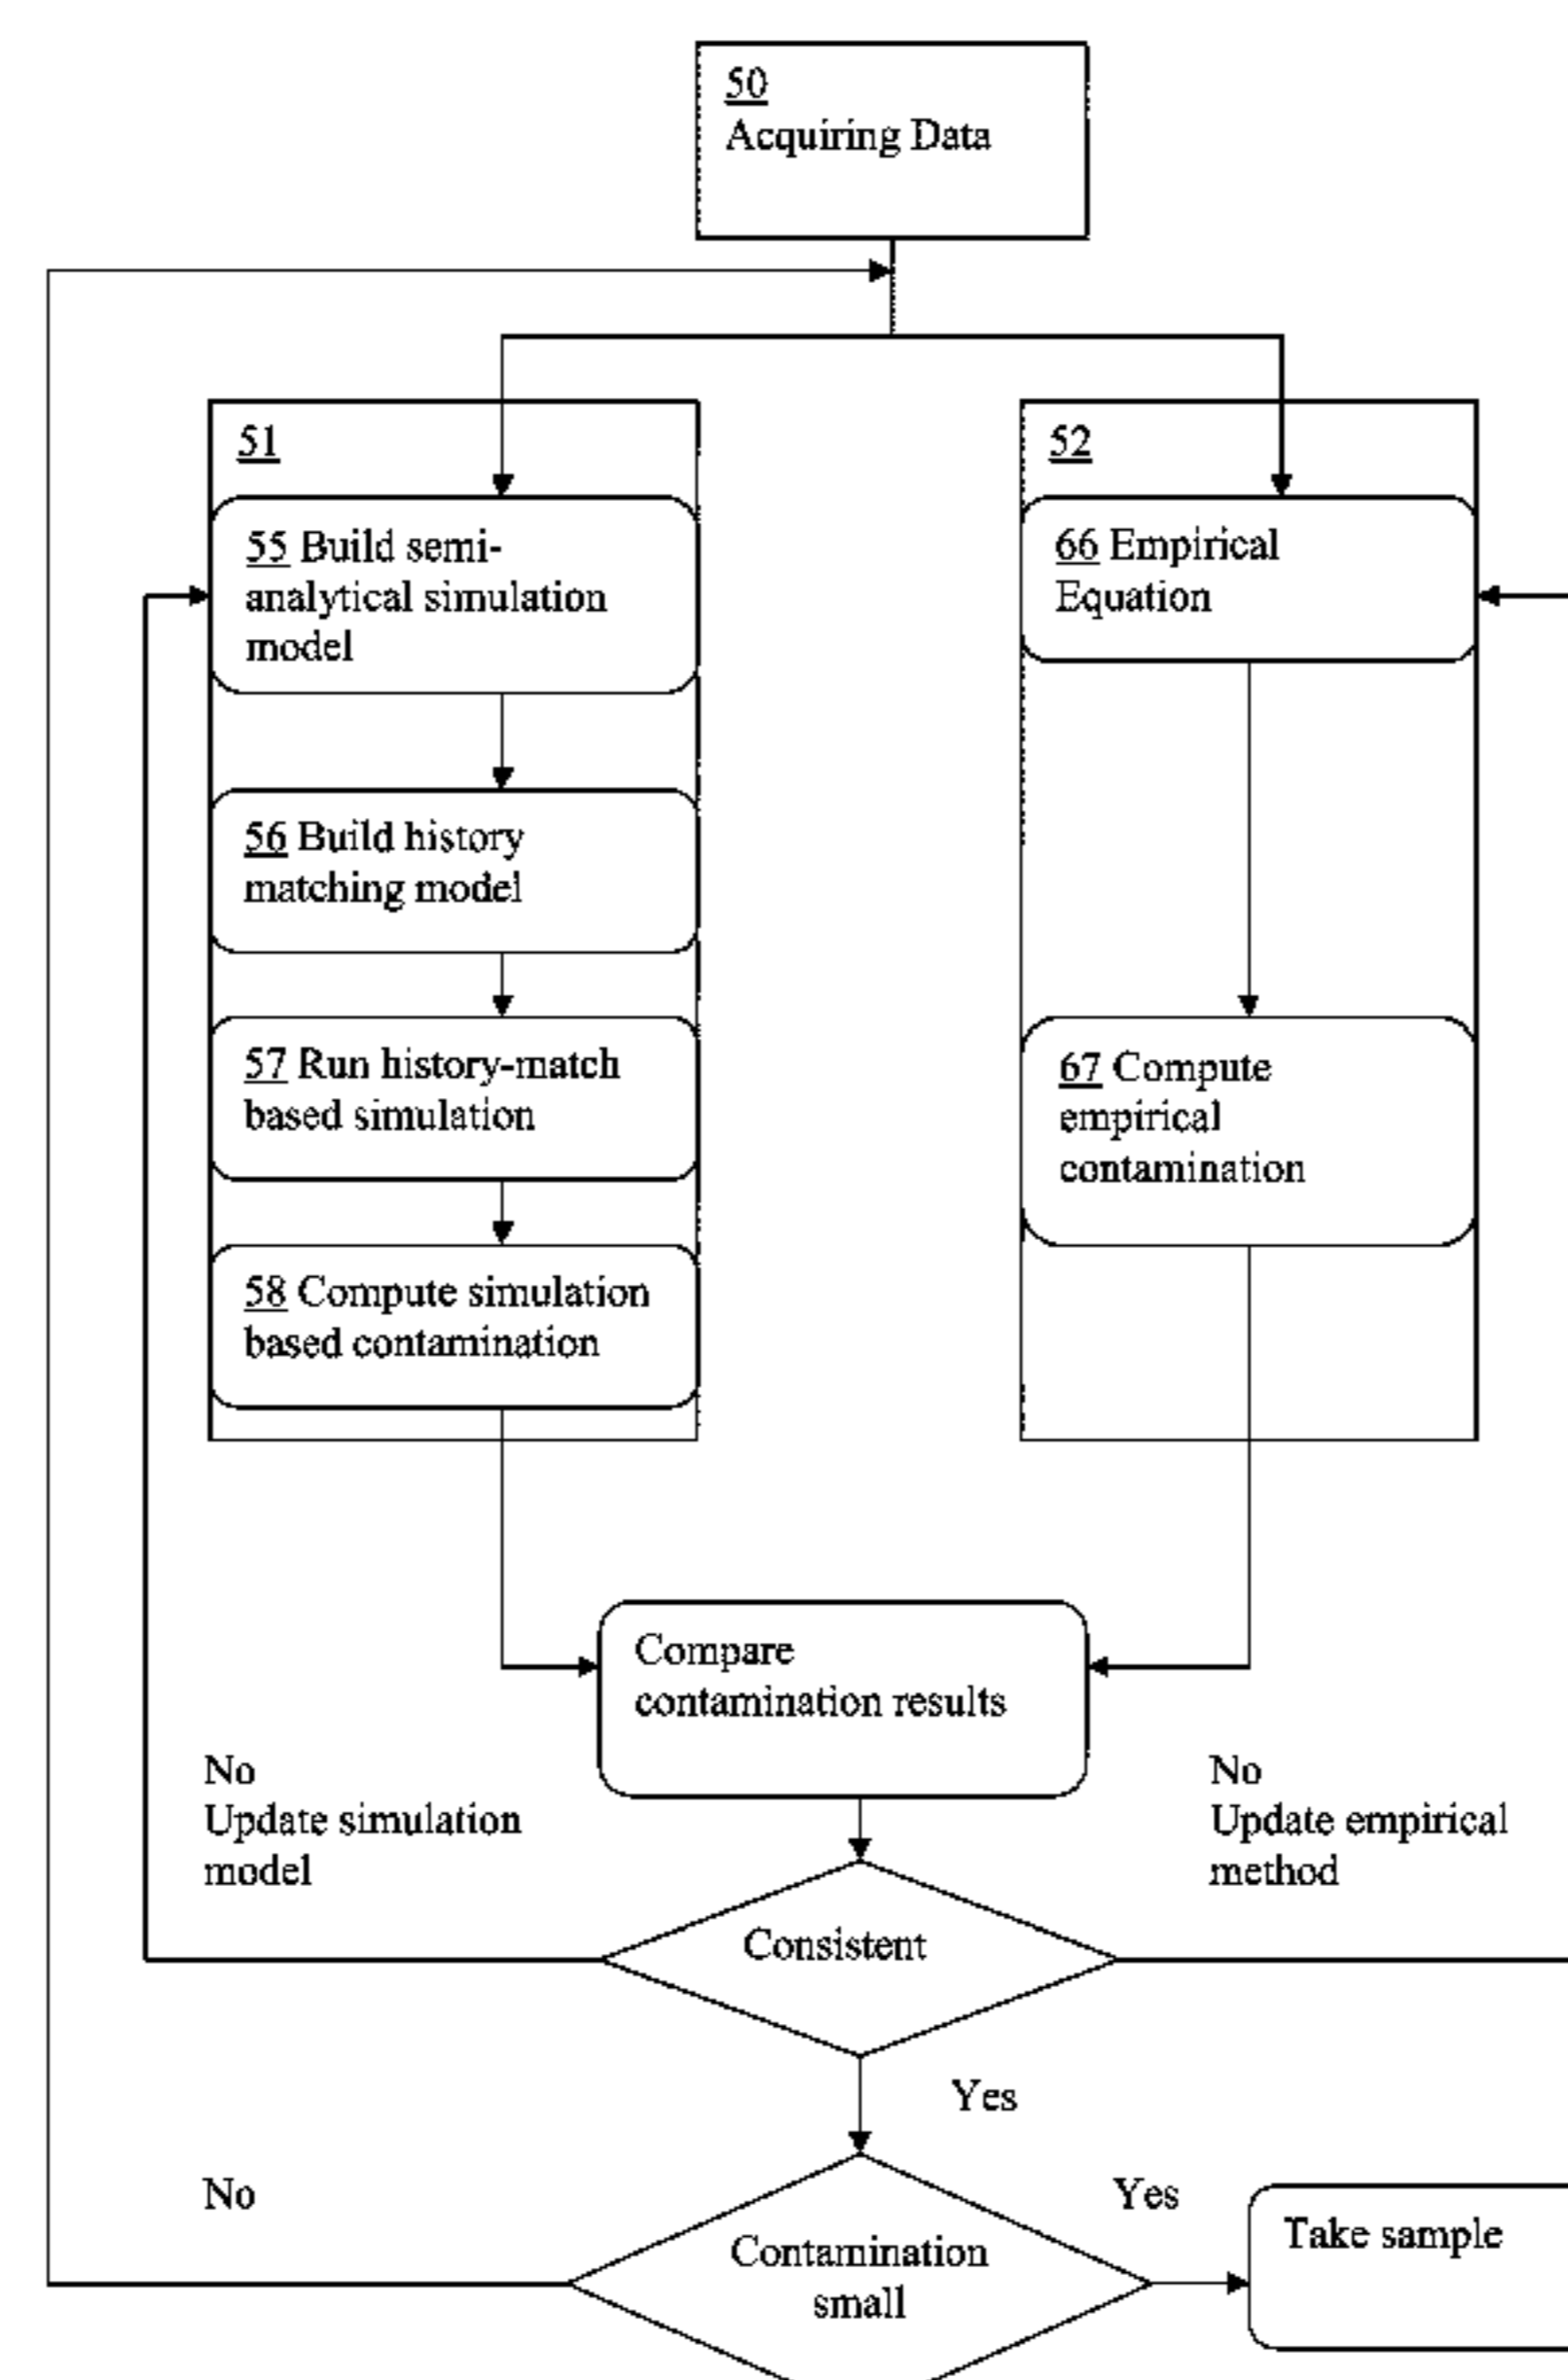 50
Acquiring Data
51
55 Build semi-
analytical simulation
model
56 Build history
matching model
57 Run history-match
based simulation
58 Compute simulation
based contamination
52
66 Empirical
Equation
67 Compute
empirical
contamination
Compare
contamination results
No
Update simulation
model
No
Update empirical
method
Consistent
Yes
No
Contamination
small
Yes
Take sample